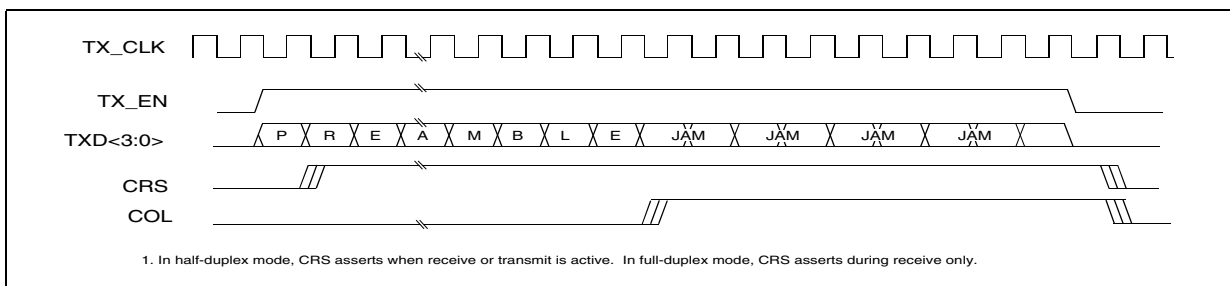 TX_CLK
TX_EN
TXD<3:0>
P R E A M B L E JAM JAM JAM JAM
CRS
COL
1. In half-duplex mode, CRS asserts when receive or transmit is active. In full-duplex mode, CRS asserts during receive only.